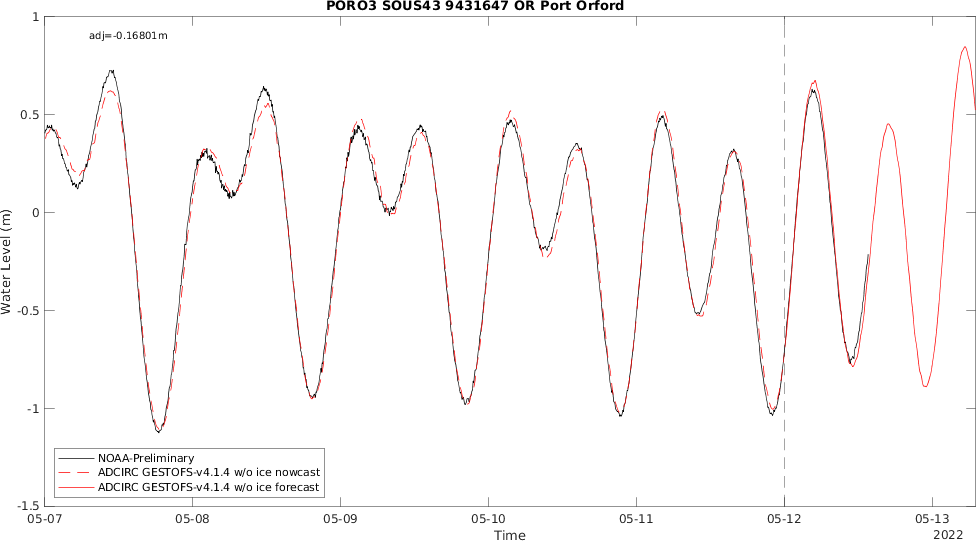 PORO3 SOUS43 9431647 OR Port Orford
adj=-0.16801m
Water Level (m)
1
0.5
0
-0.5
-1
-1.5
NOAA-Preliminary
ADCIRC GESTOFS-v4.1.4 w/o ice nowcast
ADCIRC GESTOFS-v4.1.4 w/o ice forecast
05-07 05-08 05-09 05-10 05-11 05-12 05-13
Time
2022